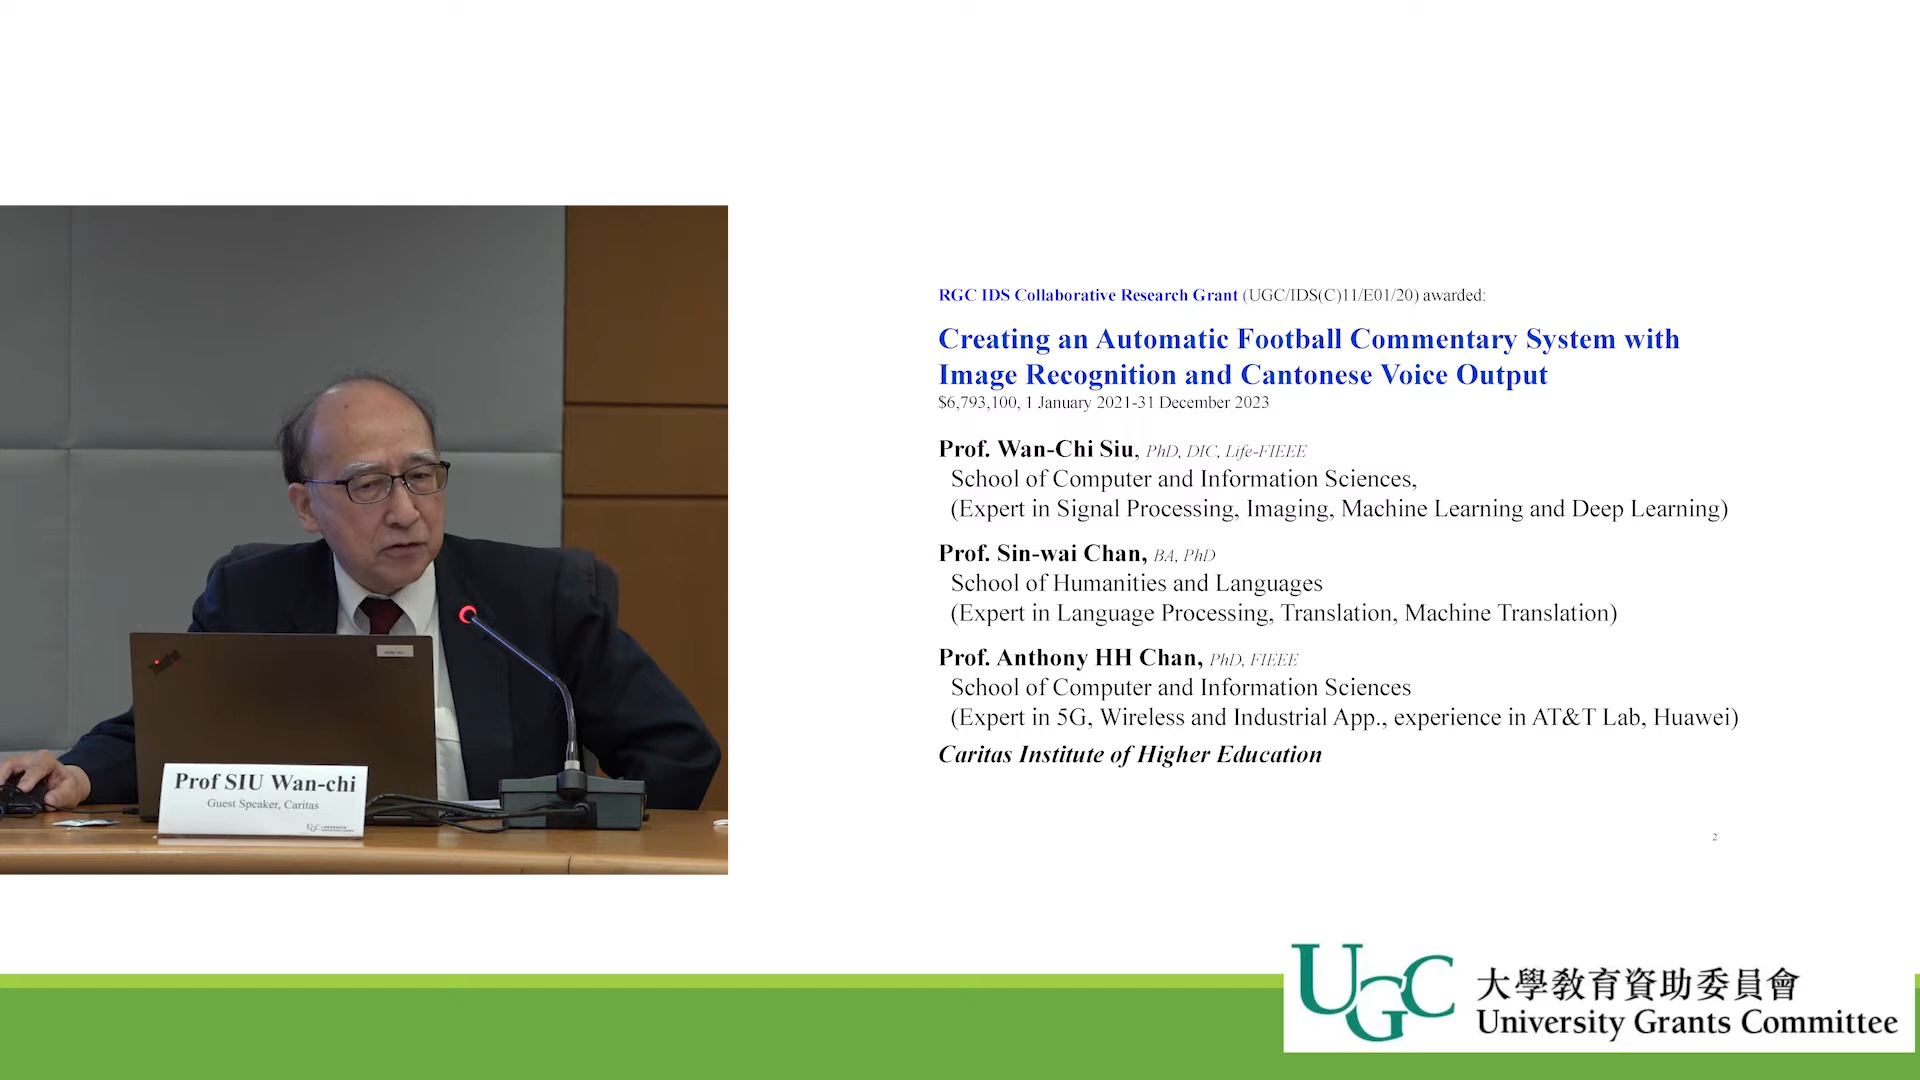 RGC IDS Collaborative Research Grant (UGC/IDS(C)11/E01/20) awarded:
Creating an Automatic Football Commentary System with
Image Recognition and Cantonese Voice Output
$6,793,100, 1 January 2021-31 December 2023
Prof. Wan-Chi Siu, PhD, DIC, Life-FIEEE
School of Computer and Information Sciences,
(Expert in Signal Processing, Imaging, Machine Learning and Deep Learning)
Prof. Sin-wai Chan, BA, PhD
School of Humanities and Languages
(Expert in Language Processing, Translation, Machine Translation)
Prof. Anthony HH Chan, PhD, FIEEE
School of Computer and Information Sciences
(Expert in 5G, Wireless and Industrial App., experience in AT&T Lab, Huawei)
Caritas Institute of Higher Education
2
ThinkPad
Prof SIU Wan-chi
Guest Speaker, Caritas
UGC
UGC
大學教育資助委員會
University Grants Committee